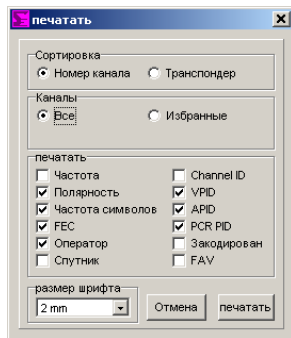 печатать
Сортировка
Номер канала Транспондер
Каналы
Все Избранные
печатать
Частота Channel ID
Полярность VPID
Частота символов APID
FEC PCR PID
Оператор Закодирован
Спутник FAV
размер шрифта
2 mm Отмена печатать